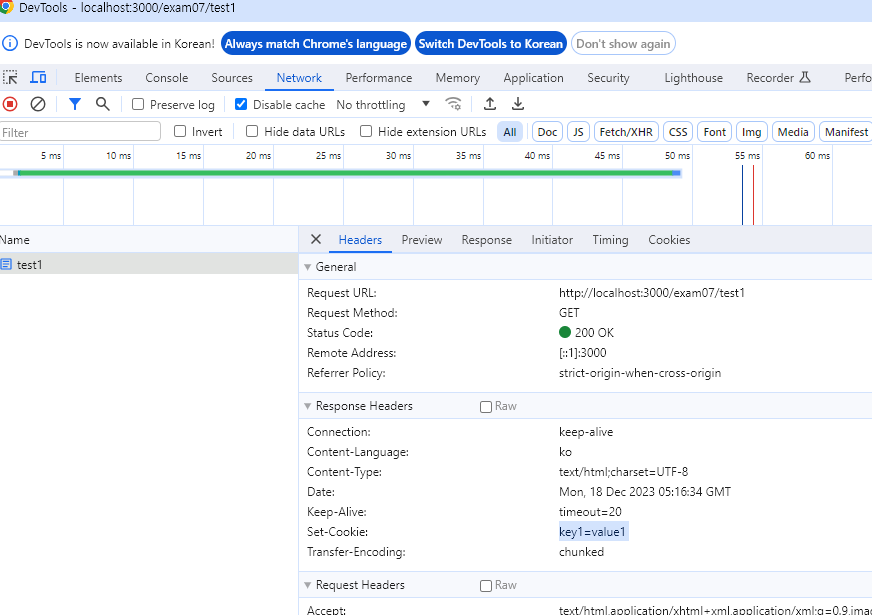 DevTools - localhost:3000/exam07/test1
DevTools is now available in Korean! Always match Chrome's language Switch DevTools to Korean Don't show again
Elements Console Sources Network Performance Memory Application Security Lighthouse Recorder Perfo
Preserve log Disable cache No throttling
Filter Invert Hide data URLs Hide extension URLs All Doc JS Fetch/XHR CSS Font Img Media Manifest
5 ms 10 ms 15 ms 20 ms 25 ms 30 ms 35 ms 40 ms 45 ms 50 ms 55 ms 60 ms
Name Headers Preview Response Initiator Timing Cookies
test1
General
Request URL: http://localhost:3000/exam07/test1
Request Method: GET
Status Code: 200 OK
Remote Address: [::1]:3000
Referrer Policy: strict-origin-when-cross-origin
Response Headers Raw
Connection: keep-alive
Content-Language: ko
Content-Type: text/html;charset=UTF-8
Date: Mon, 18 Dec 2023 05:16:34 GMT
Keep-Alive: timeout=20
Set-Cookie: key1=value1
Transfer-Encoding: chunked
Request Headers Raw
Accept: text/html,application/xhtml+xml,application/xml;q=0.9,imag